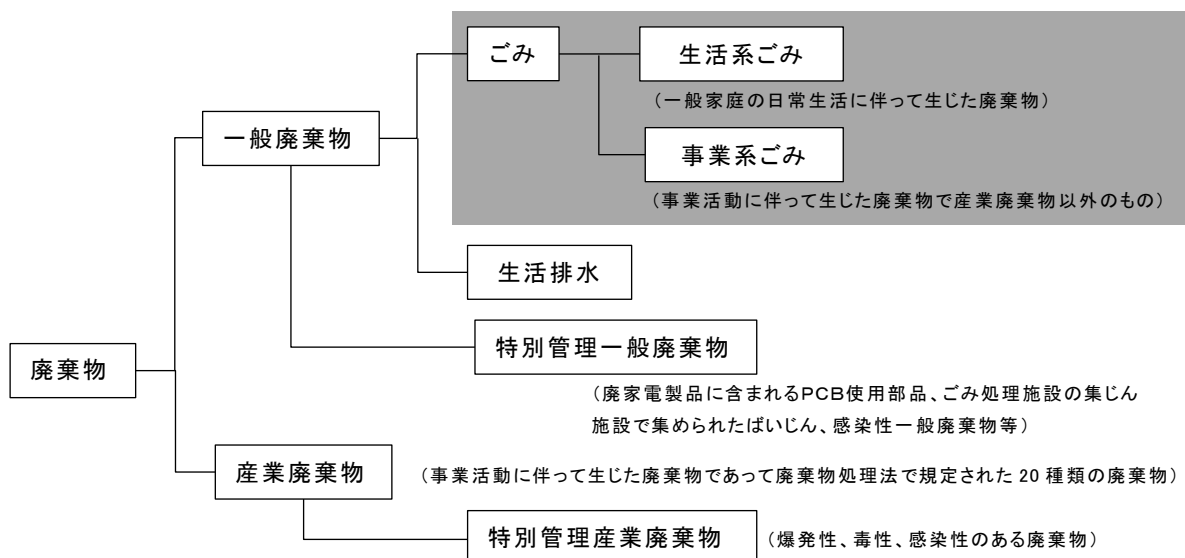 ごみ
生活系ごみ
(一般家庭の日常生活に伴って生じた廃棄物)
一般廃棄物
事業系ごみ
(事業活動に伴って生じた廃棄物で産業廃棄物以外のもの)
生活排水
特別管理一般廃棄物
廃棄物
(廃家電製品に含まれるPCB使用部品、ごみ処理施設の集じん
施設で集められたばいじん、感染性一般廃棄物等)
産業廃棄物
(事業活動に伴って生じた廃棄物であって廃棄物処理法で規定された 20 種類の廃棄物)
特別管理産業廃棄物
(爆発性、毒性、感染性のある廃棄物)